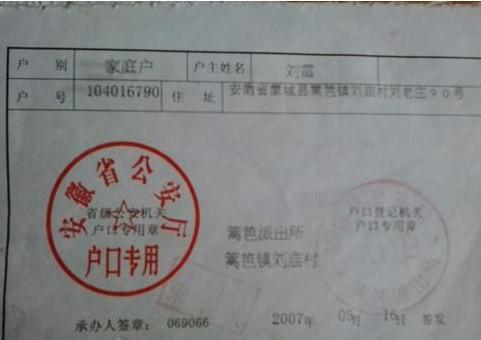 户 别 家庭户 户主姓名 刘雷
户 号 104016790 住 址 安徽省蒙城县篱笆镇刘庙村刘老庄90号
安徽省公安厅
户口专用
省级公安机关
户口专用章
户口登记机关
户口专用章
篱笆派出所
篱笆镇刘庙村
承办人签章: 069066 2007年 05月 16日 签发